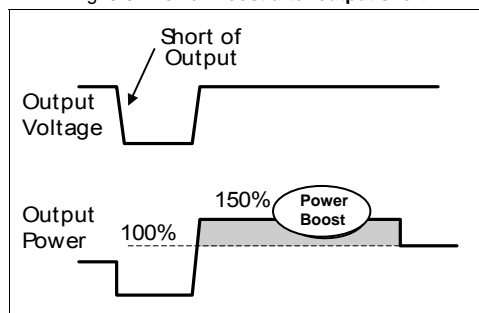 Short of
Output
Output
Voltage
150%
Power
Boost
Output
Power
100%